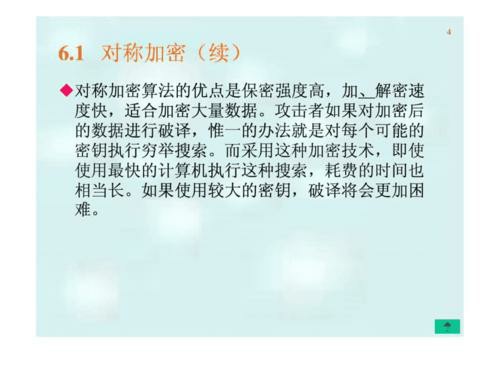 4
6.1 对称加密（续）
◆对称加密算法的优点是保密强度高，加、解密速
度快，适合加密大量数据。攻击者如果对加密后
的数据进行破译，惟一的办法就是对每个可能的
密钥执行穷举搜索。而采用这种加密技术，即使
使用最快的计算机执行这种搜索，耗费的时间也
相当长。如果使用较大的密钥，破译将会更加困
难。